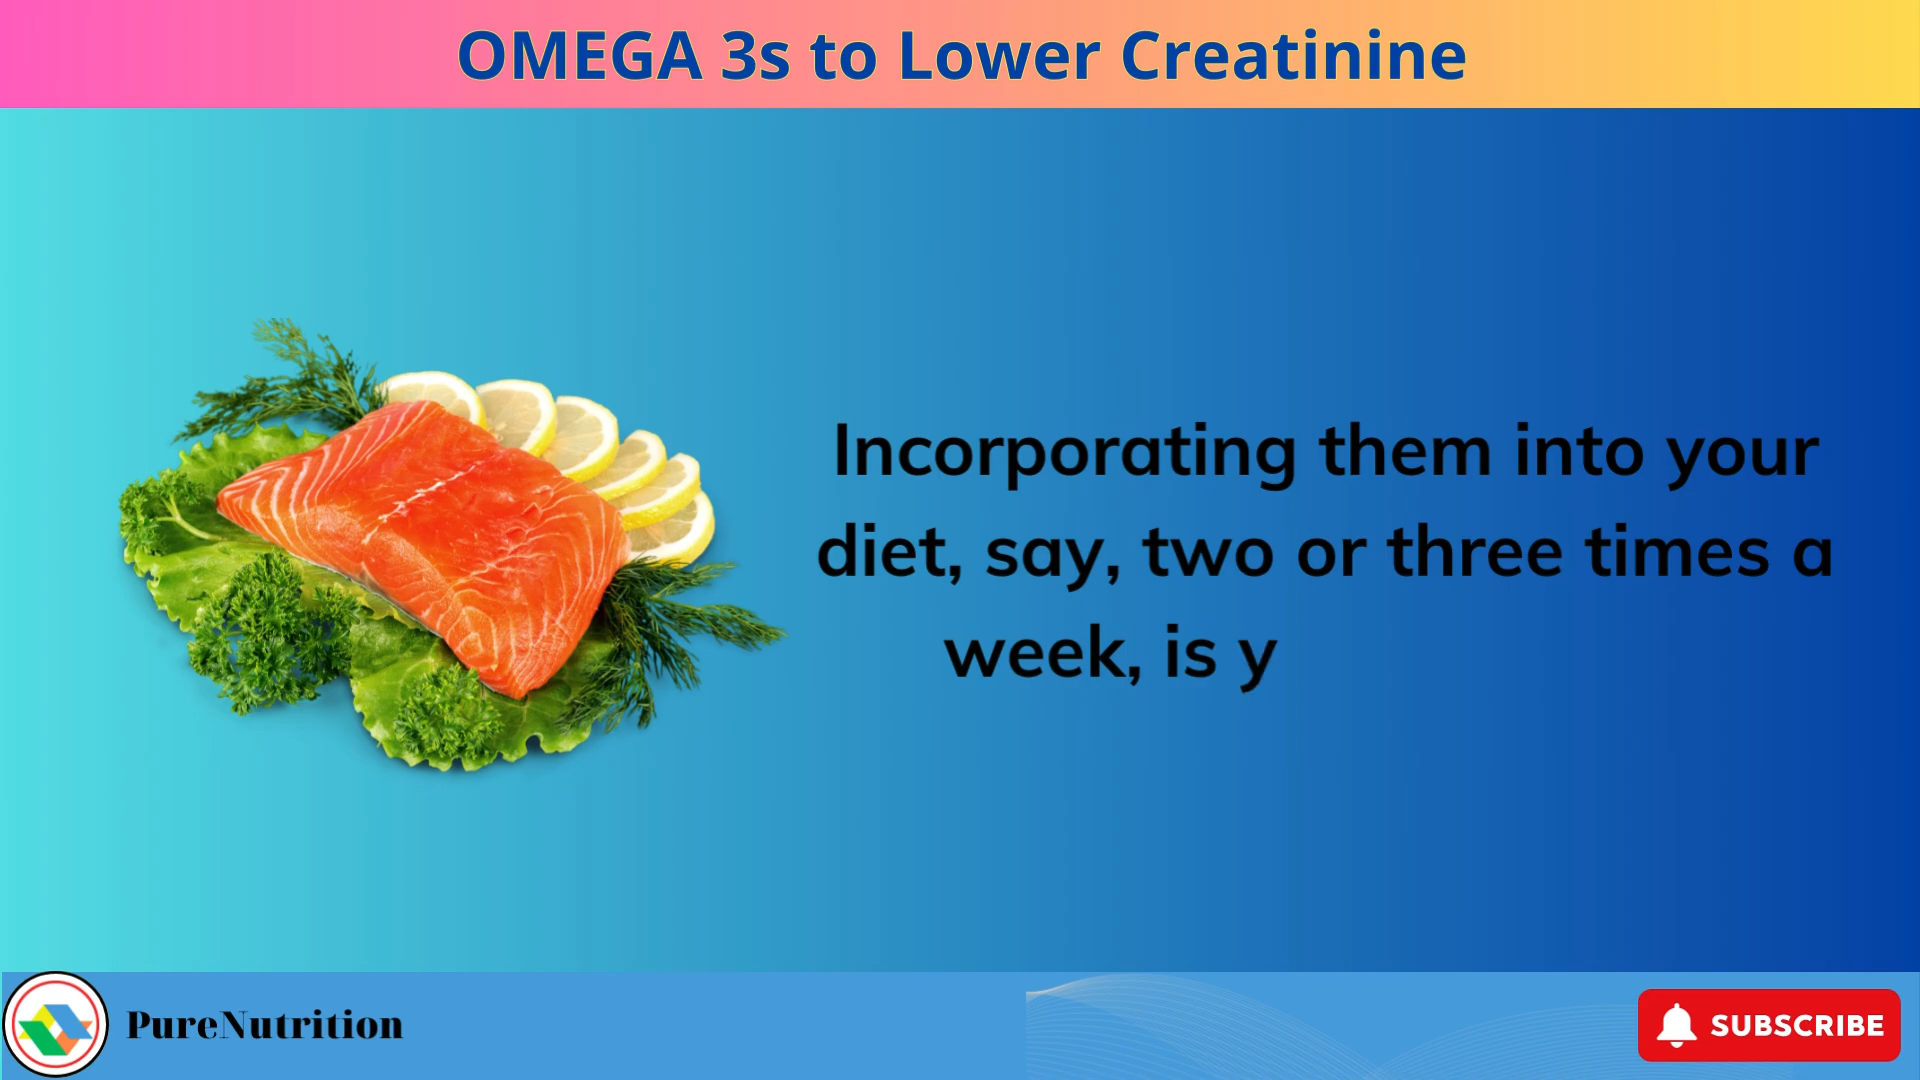 OMEGA 3s to Lower Creatinine
Incorporating them into your
diet, say, two or three times a
week, is y
PureNutrition
SUBSCRIBE